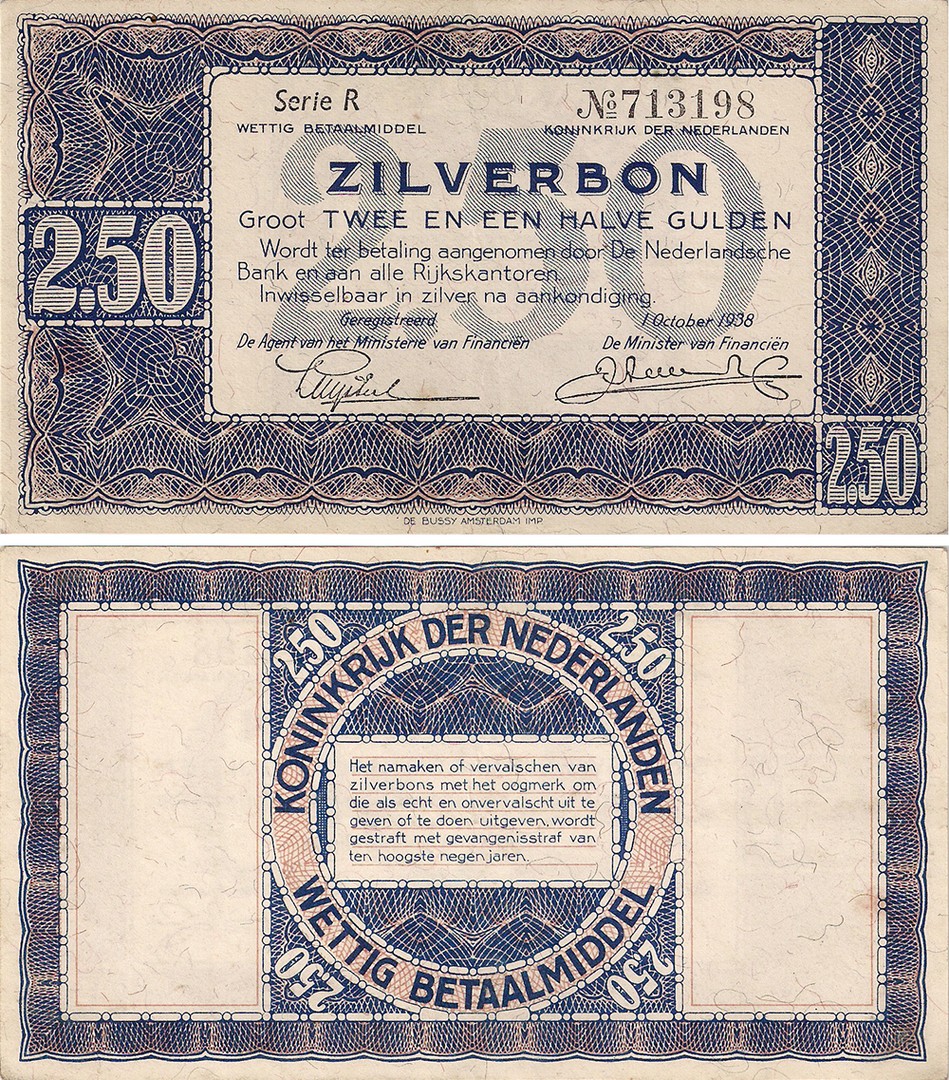 Serie R
№713198
WETTIG BETAALMIDDEL
KONINKRIJK DER NEDERLANDEN
250
ZILVERBON
Groot TWEE EN EEN HALVE GULDEN
2.50
Wordt ter betaling aangenomen door De Nederlandsche
Bank en aan alle Rijkskantoren.
Inwisselbaar in zilver na aankondiging.
Geregistreerd
1 October 1938
De Agent van het Ministerie van Financiën
De Minister van Financiën
2.50
DE BUSSY AMSTERDAM IMP.
2.50
2.50
KONINKRIJK DER NEDERLANDEN
Het namaken of vervalschen van
zilverbons met het oogmerk om
die als echt en onvervalscht uit te
geven of te doen uitgeven, wordt
gestraft met gevangenisstraf van
ten hoogste negen jaren.
WETTIG BETAALMIDDEL
2.50
2.50